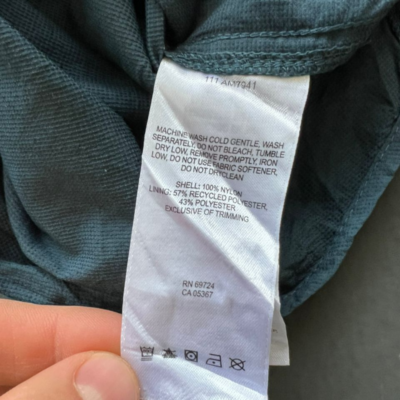 111 AM7041
MACHINE WASH COLD GENTLE, WASH
SEPARATELY, DO NOT BLEACH, TUMBLE
DRY LOW, REMOVE PROMPTLY, IRON
LOW, DO NOT USE FABRIC SOFTENER,
DO NOT DRYCLEAN
SHELL: 100% NYLON
LINING: 57% RECYCLED POLYESTER,
43% POLYESTER
EXCLUSIVE OF TRIMMING
RN 69724
CA 05367